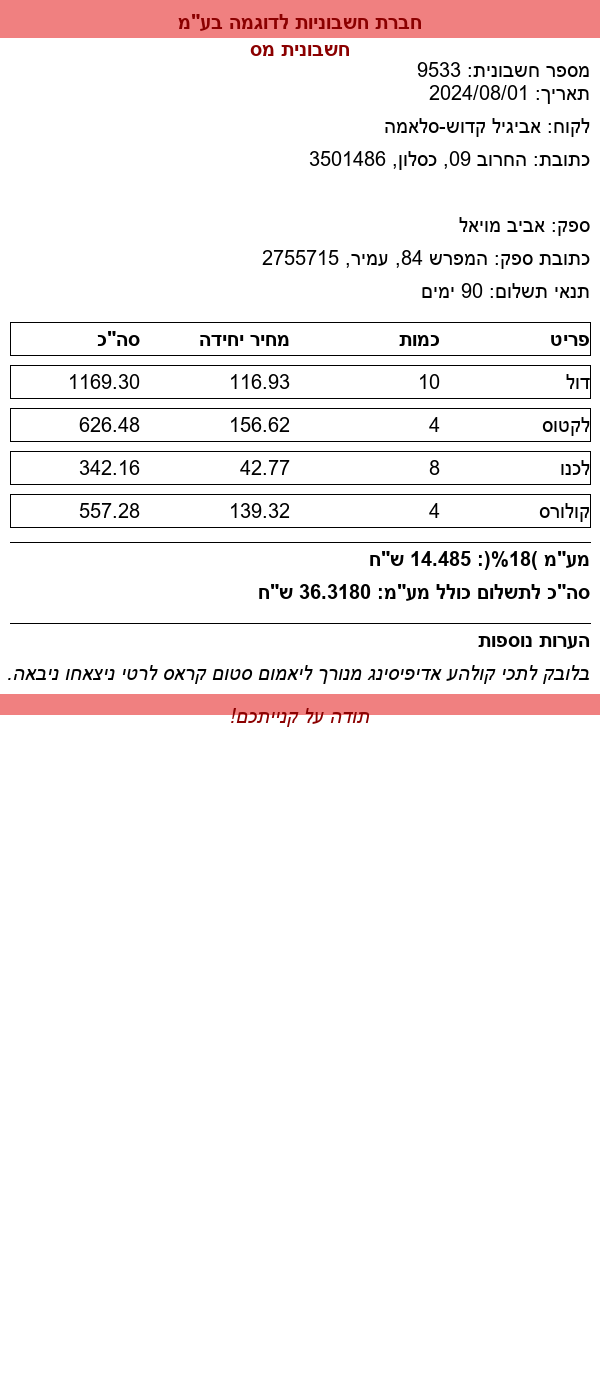 חברת חשבוניות לדוגמה בע"מ
חשבונית מס
מספר חשבונית: 9533
תאריך: 2024/08/01
לקוח: אביגיל קדוש-סלאמה
כתובת: החרוב 09, כסלון, 3501486
ספק: אביב מויאל
כתובת ספק: המפרש 84, עמיר, 2755715
תנאי תשלום: 90 ימים
פריט כמות מחיר יחידה סה"כ
דול 10 116.93 1169.30
לקטוס 4 156.62 626.48
לכנו 8 42.77 342.16
קולורס 4 139.32 557.28
מע"מ )18%(: 14.485 ש"ח
סה"כ לתשלום כולל מע"מ: 36.3180 ש"ח
הערות נוספות
בלובק לתכי קולהע אדיפיסינג מנורך ליאמום סטום קראס לרטי ניצאחו ניבאה.
תודה על קנייתכם!